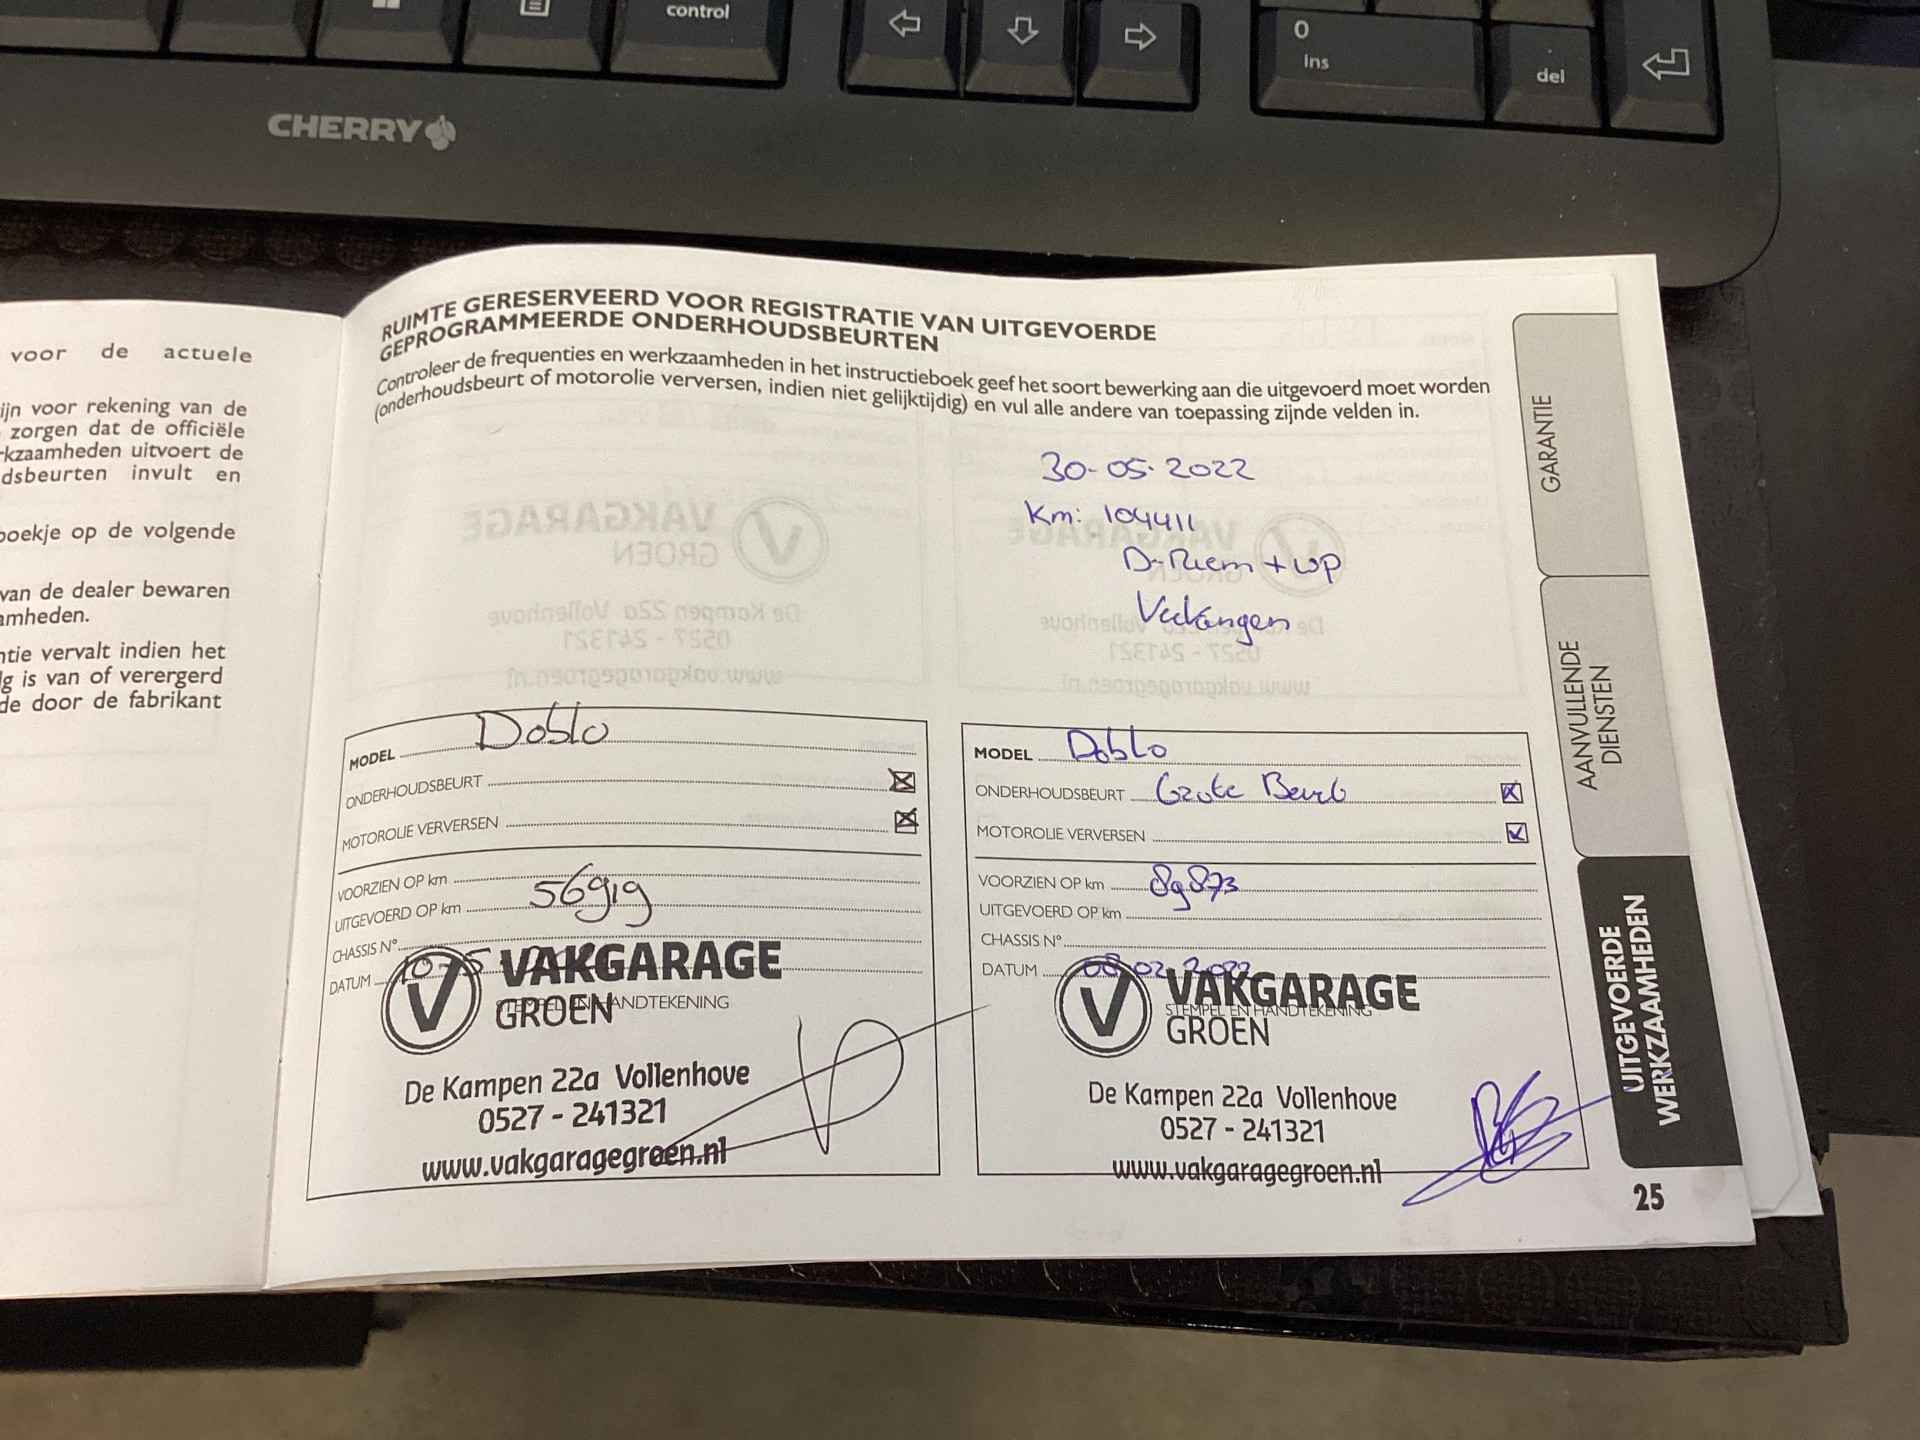 control
0
Ins
del
CHERRY
voor de actuele
ijn voor rekening van de
zorgen dat de officiële
rkzaamheden uitvoert de
dsbeurten invult en
boekje op de volgende
van de dealer bewaren
amheden.
ntie vervalt indien het
lg is van of verergerd
de door de fabrikant
RUIMTE GERESERVEERD VOOR REGISTRATIE VAN UITGEVOERDE
GEPROGRAMMEERDE ONDERHOUDSBEURTEN
Controleer de frequenties en werkzaamheden in het instructieboek geef het soort bewerking aan die uitgevoerd moet worden
(onderhoudsbeurt of motorolie verversen, indien niet gelijktijdig) en vul alle andere van toepassing zijnde velden in.
30-05-2022
Km: 104411
D-Riem + wp
Vervangen
MODEL Doblo
ONDERHOUDSBEURT
MOTOROLIE VERVERSEN
VOORZIEN OP km
UITGEVOERD OP km 56919
CHASSIS N°
DATUM 10-5
STEMPEL EN HANDTEKENING
VAKGARAGE
GROEN
De Kampen 22a Vollenhove
0527 - 241321
www.vakgaragegroen.nl
MODEL Doblo
ONDERHOUDSBEURT Grote Beurt
MOTOROLIE VERVERSEN
VOORZIEN OP km 89873
UITGEVOERD OP km
CHASSIS N°
DATUM 08-02-2022
STEMPEL EN HANDTEKENING
VAKGARAGE
GROEN
De Kampen 22a Vollenhove
0527 - 241321
www.vakgaragegroen.nl
GARANTIE
AANVULLENDE
DIENSTEN
UITGEVOERDE
WERKZAAMHEDEN
25